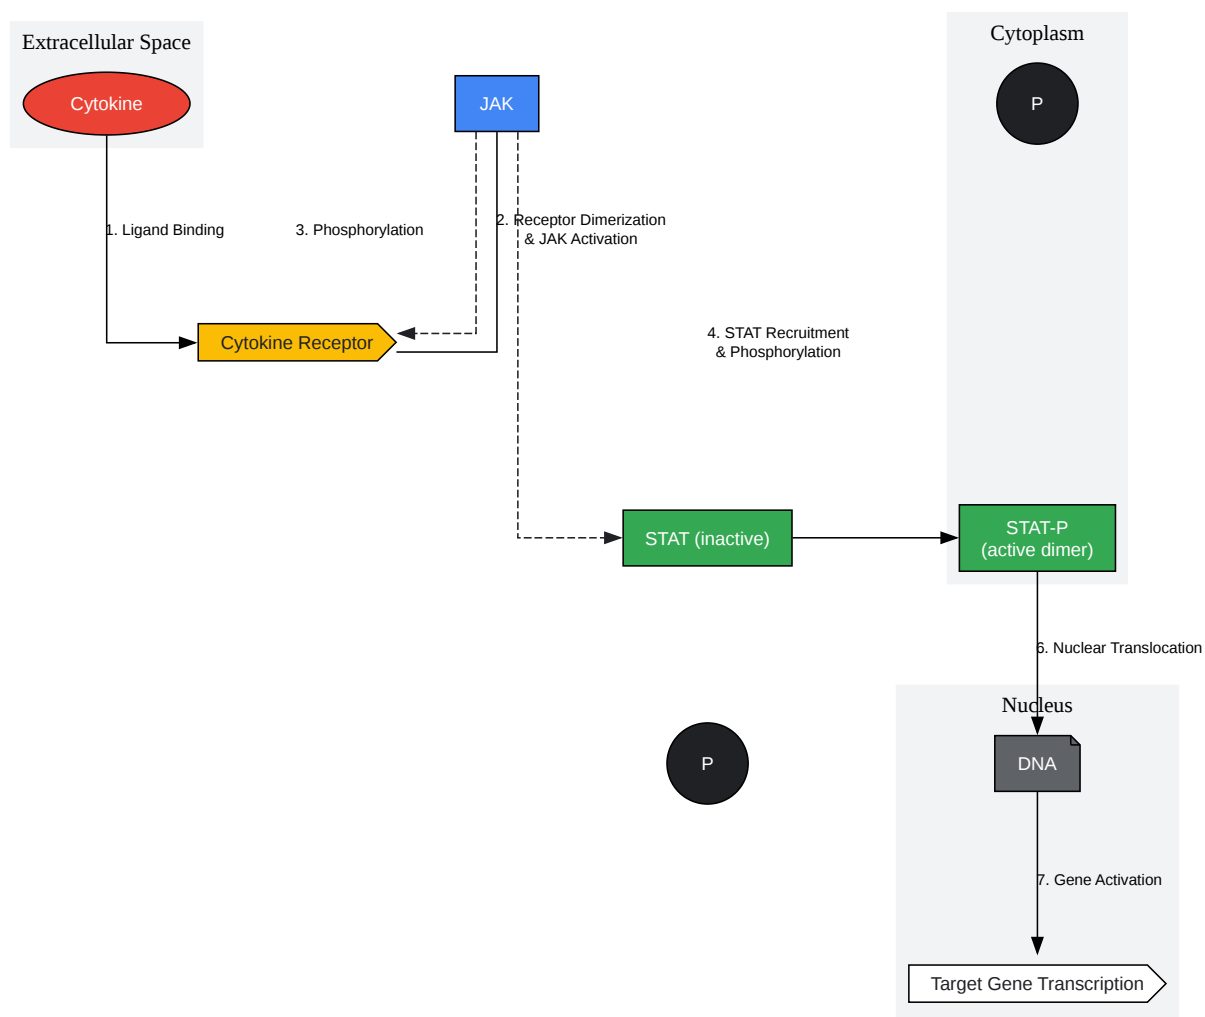 Extracellular Space
Cytoplasm
Cytokine
JAK
P
1. Ligand Binding
3. Phosphorylation
2. Receptor Dimerization
& JAK Activation
Cytokine Receptor
4. STAT Recruitment
& Phosphorylation
STAT (inactive)
STAT-P
(active dimer)
6. Nuclear Translocation
Nucleus
P
DNA
7. Gene Activation
Target Gene Transcription